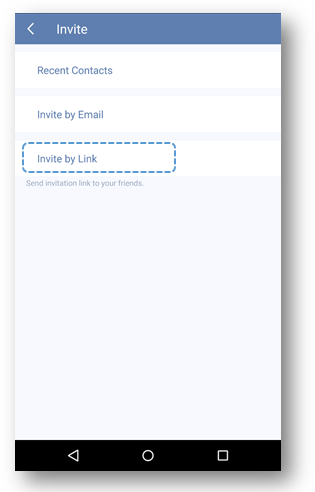 Invite
Recent Contacts
Invite by Email
Invite by Link
Send invitation link to your friends.